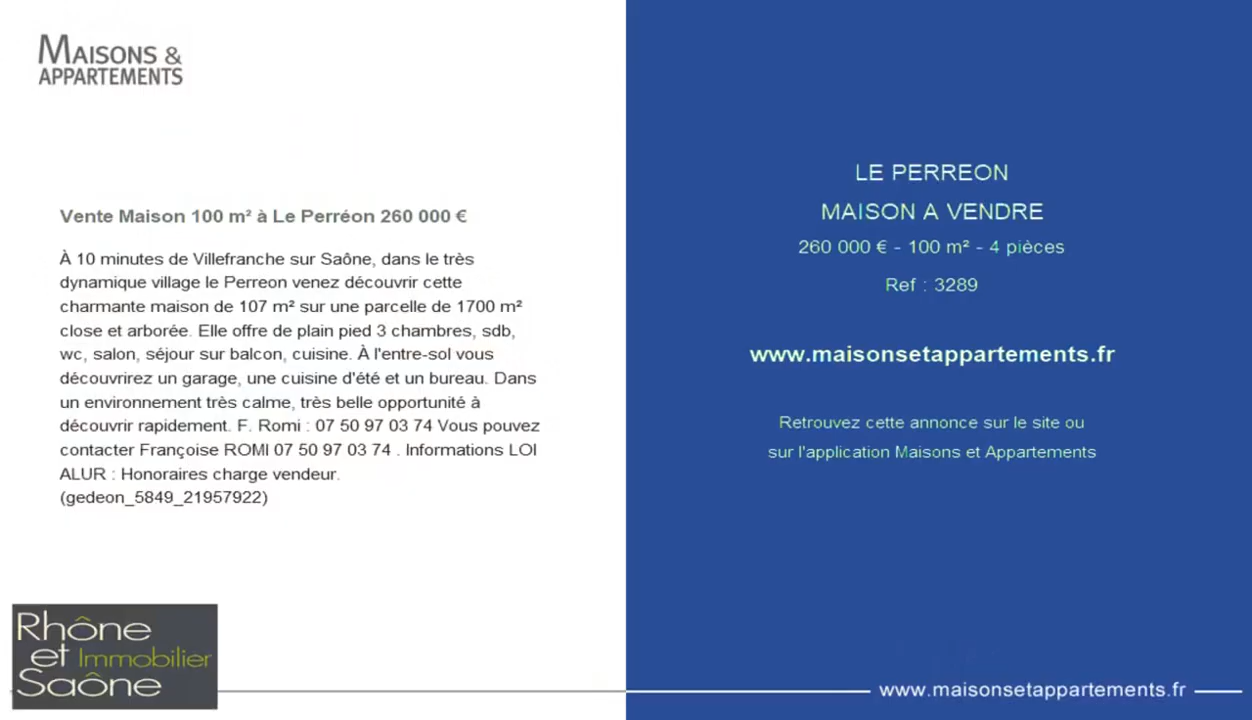 MAISONS &
APPARTEMENTS
Vente Maison 100 m² à Le Perréon 260 000 €
À 10 minutes de Villefranche sur Saône, dans le très
dynamique village le Perreon venez découvrir cette
charmante maison de 107 m² sur une parcelle de 1700 m²
close et arborée. Elle offre de plain pied 3 chambres, sdb,
wc, salon, séjour sur balcon, cuisine. À l'entre-sol vous
découvrirez un garage, une cuisine d'été et un bureau. Dans
un environnement très calme, très belle opportunité à
découvrir rapidement. F. Romi : 07 50 97 03 74 Vous pouvez
contacter Françoise ROMI 07 50 97 03 74 . Informations LOI
ALUR : Honoraires charge vendeur.
(gedeon_5849_21957922)
Rhône
et Immobilier
Saône
LE PERREON
MAISON A VENDRE
260 000 € - 100 m² - 4 pièces
Ref : 3289
www.maisonsetappartements.fr
Retrouvez cette annonce sur le site ou
sur l'application Maisons et Appartements
www.maisonsetappartements.fr